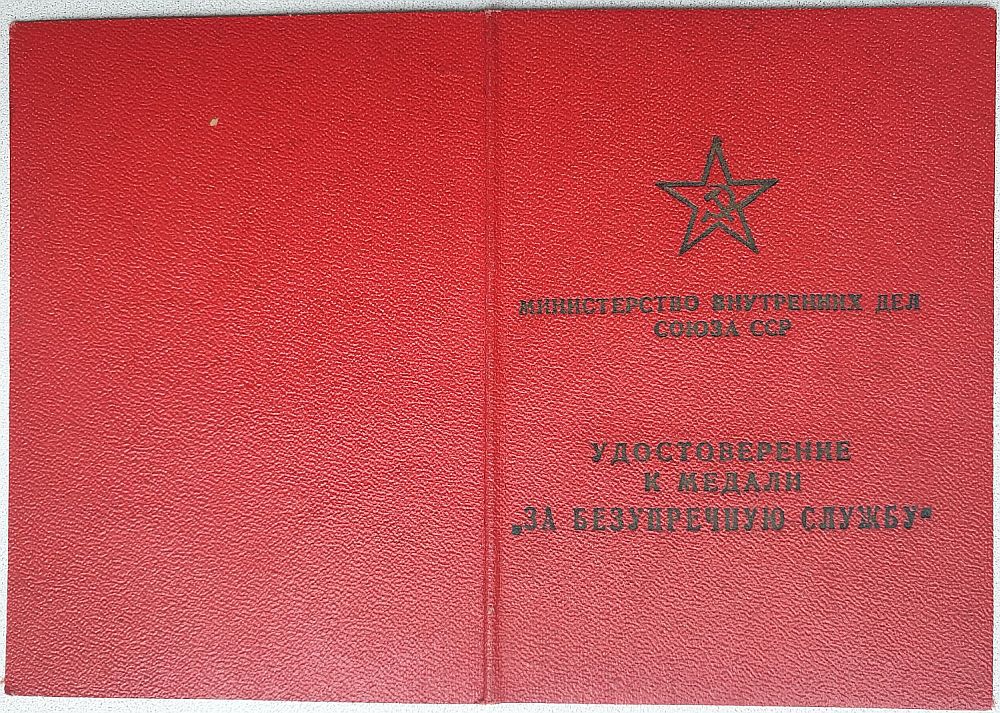 МИНИСТЕРСТВО ВНУТРЕННИХ ДЕЛ
СОЮЗА ССР
УДОСТОВЕРЕНИЕ
К МЕДАЛИ
„ЗА БЕЗУПРЕЧНУЮ СЛУЖБУ“